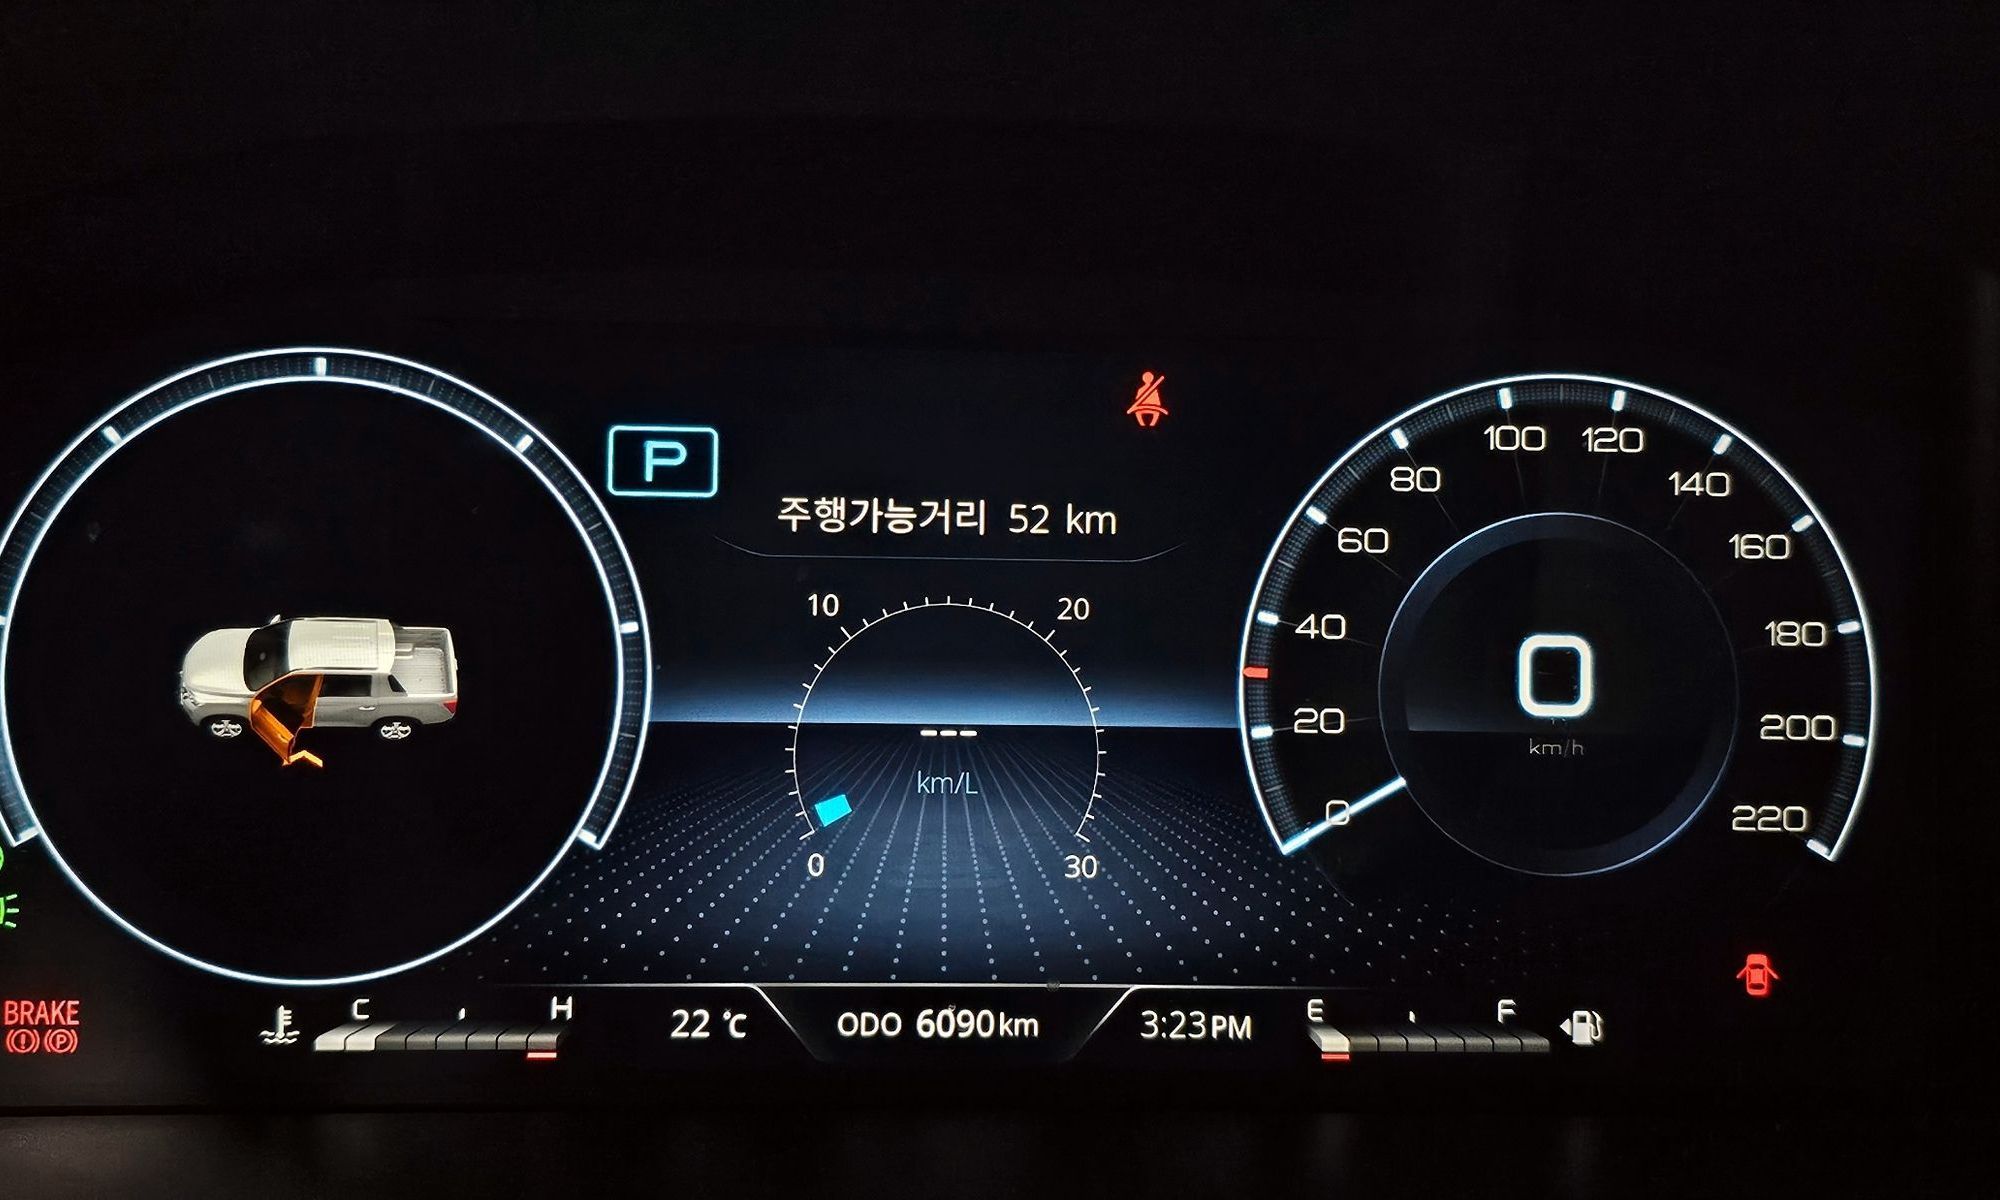 P
주행가능거리 52 km
10 20
--- 
km/L
0 30
0
20
40
60
80
100
120
140
160
180
200
220
0
km/h
BRAKE
(!) (P)
C H
22 °C
ODO 6090 km
3:23 PM
E F